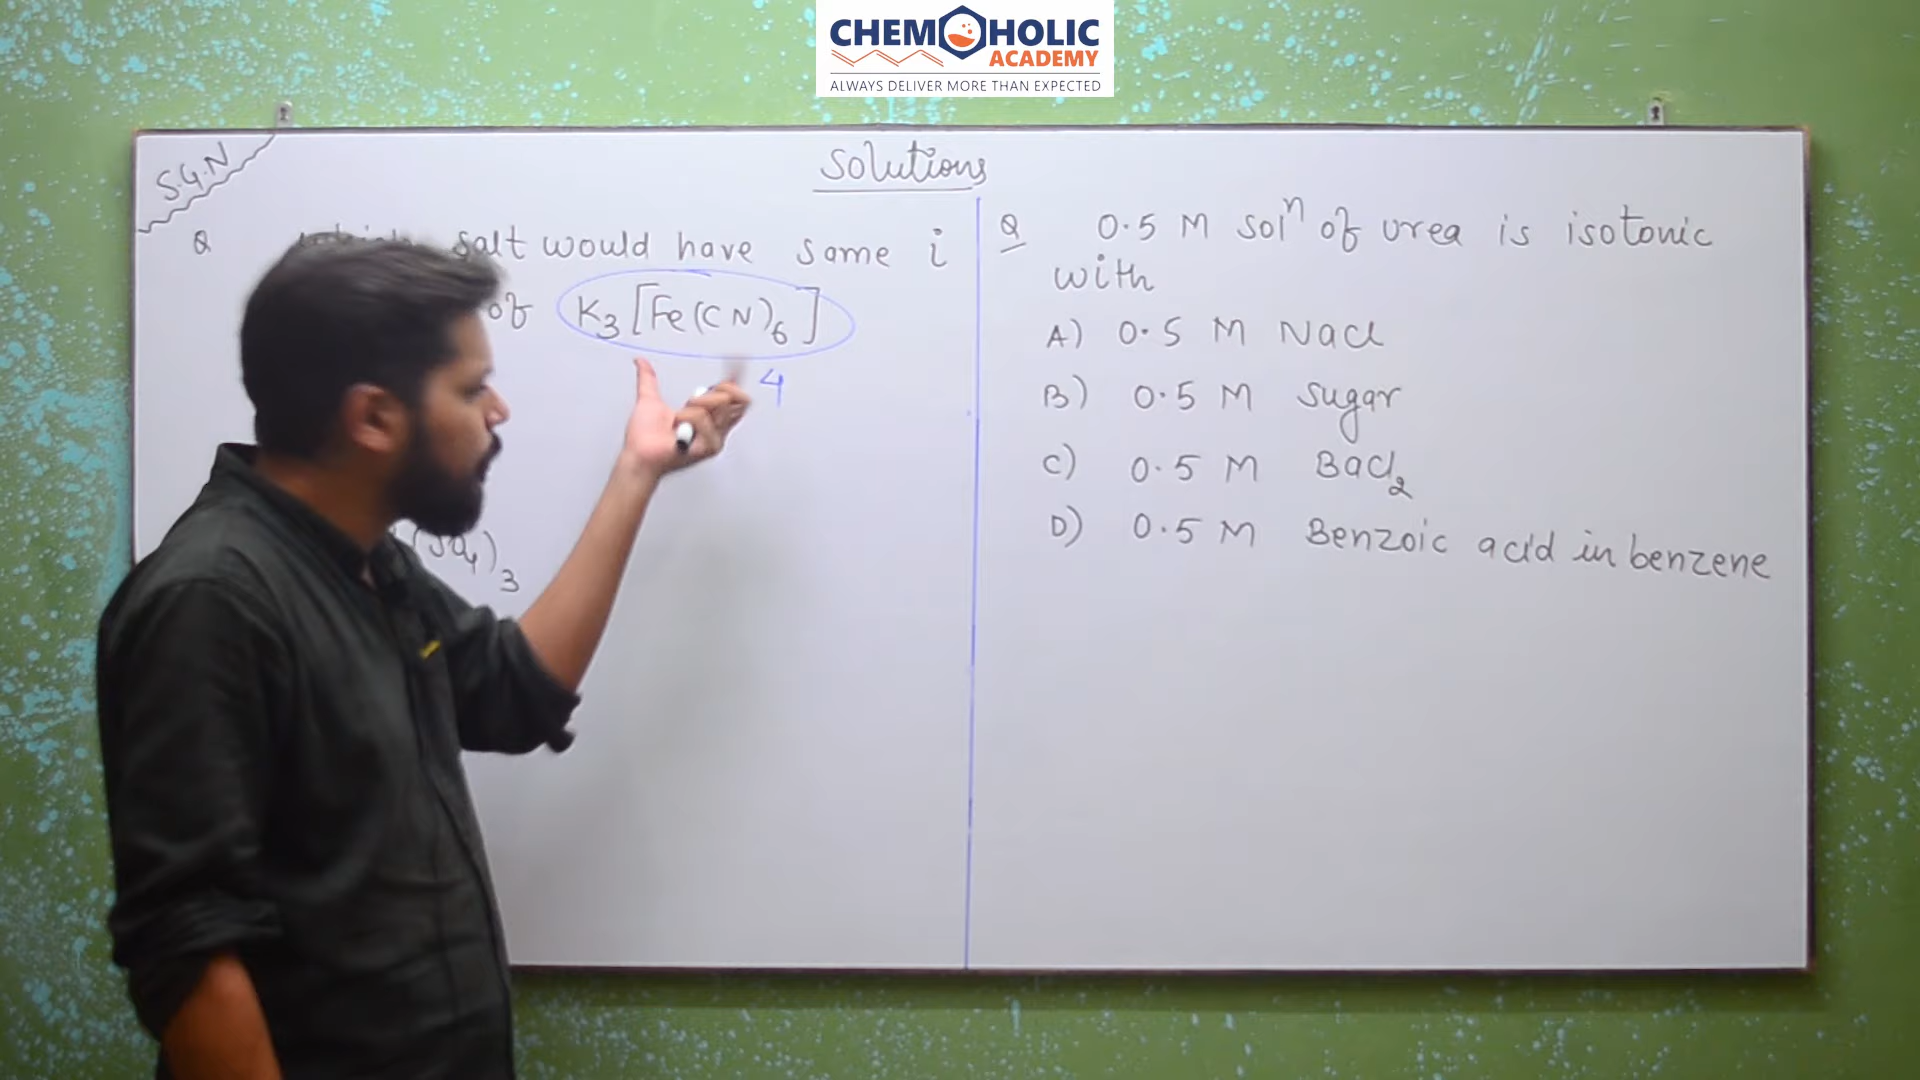 CHEMOHOLIC
ACADEMY
ALWAYS DELIVER MORE THAN EXPECTED
S.G.N
Solutions
Q salt would have same i
of K₃[Fe(CN)₆]
4
(SO₄)₃
Q 0.5 M solⁿ of urea is isotonic
with
A) 0.5 M NaCl
B) 0.5 M Sugar
C) 0.5 M BaCl₂
D) 0.5 M Benzoic acid in benzene